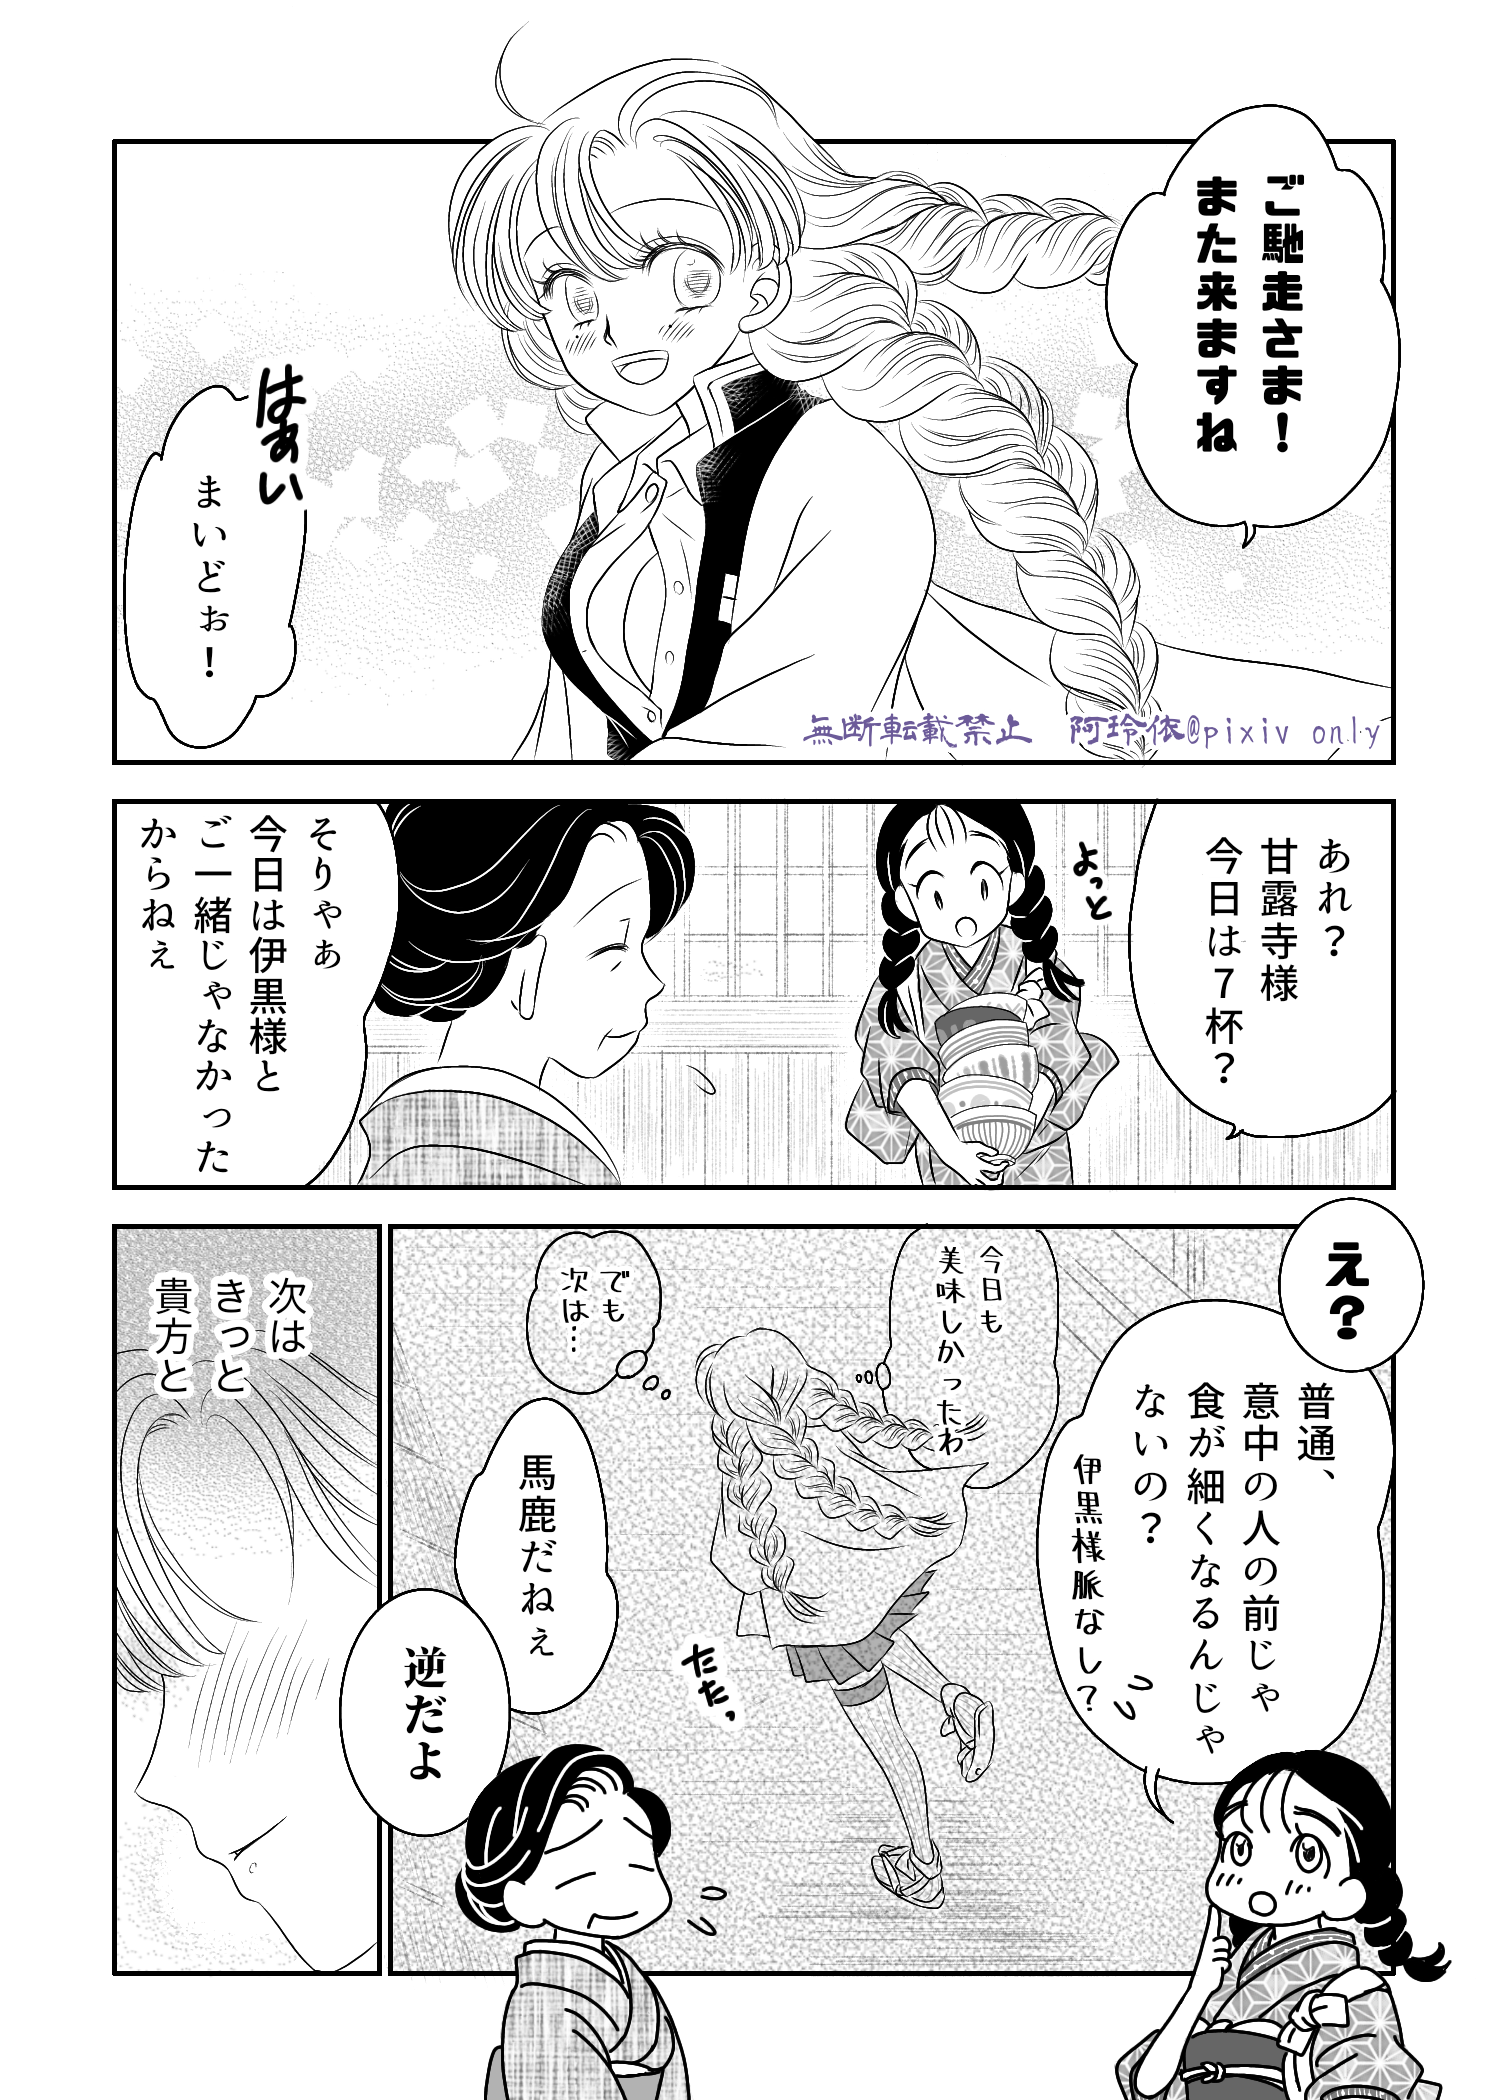 ご馳走さま！
また来ますね
はあい
まいどぉ！
無断転載禁止　阿玲依@pixiv only
あれ？
甘露寺様
今日は７杯？
よっと
そりゃあ
今日は伊黒様と
ご一緒じゃなかった
からねぇ
え？
普通、
意中の人の前じゃ
食が細くなるんじゃ
ないの？
伊黒様脈なし？
今日も
美味しかったわ
でも
次は…
たたっ
馬鹿だねぇ
逆だよ
次は
きっと
貴方と